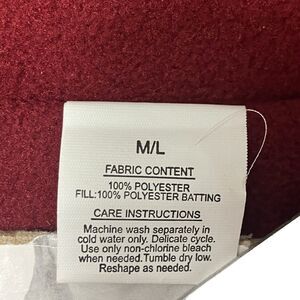 M/L
FABRIC CONTENT
100% POLYESTER
FILL:100% POLYESTER BATTING
CARE INSTRUCTIONS
Machine wash separately in
cold water only. Delicate cycle.
Use only non-chlorine bleach
when needed.Tumble dry low.
Reshape as needed.